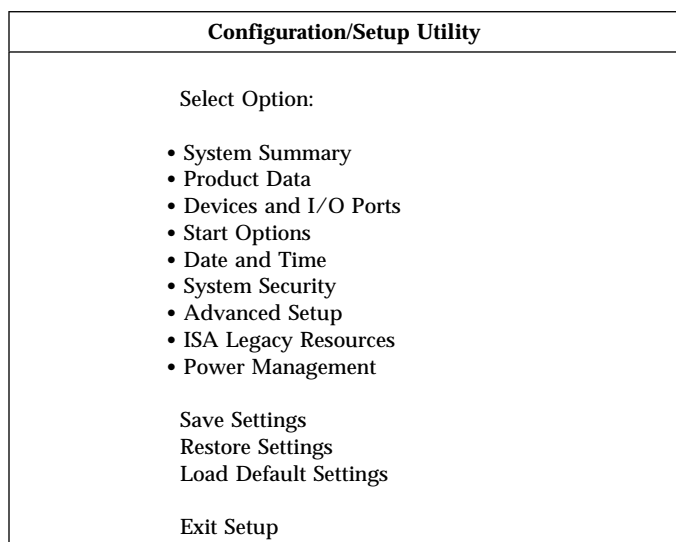 Configuration/Setup Utility
Select Option:
• System Summary
• Product Data
• Devices and I/O Ports
• Start Options
• Date and Time
• System Security
• Advanced Setup
• ISA Legacy Resources
• Power Management
Save Settings
Restore Settings
Load Default Settings
Exit Setup